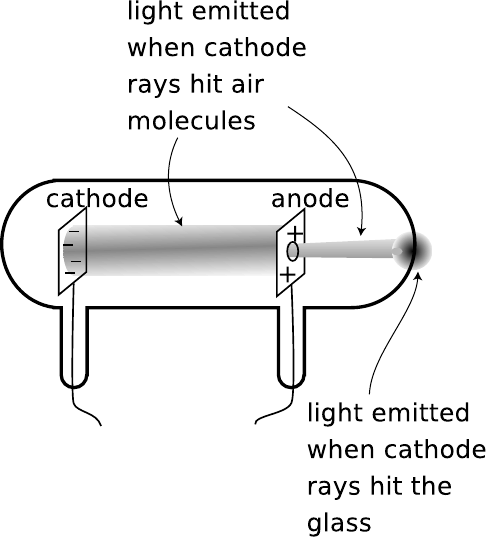 light emitted
when cathode
rays hit air
molecules
cathode
anode
light emitted
when cathode
rays hit the
glass